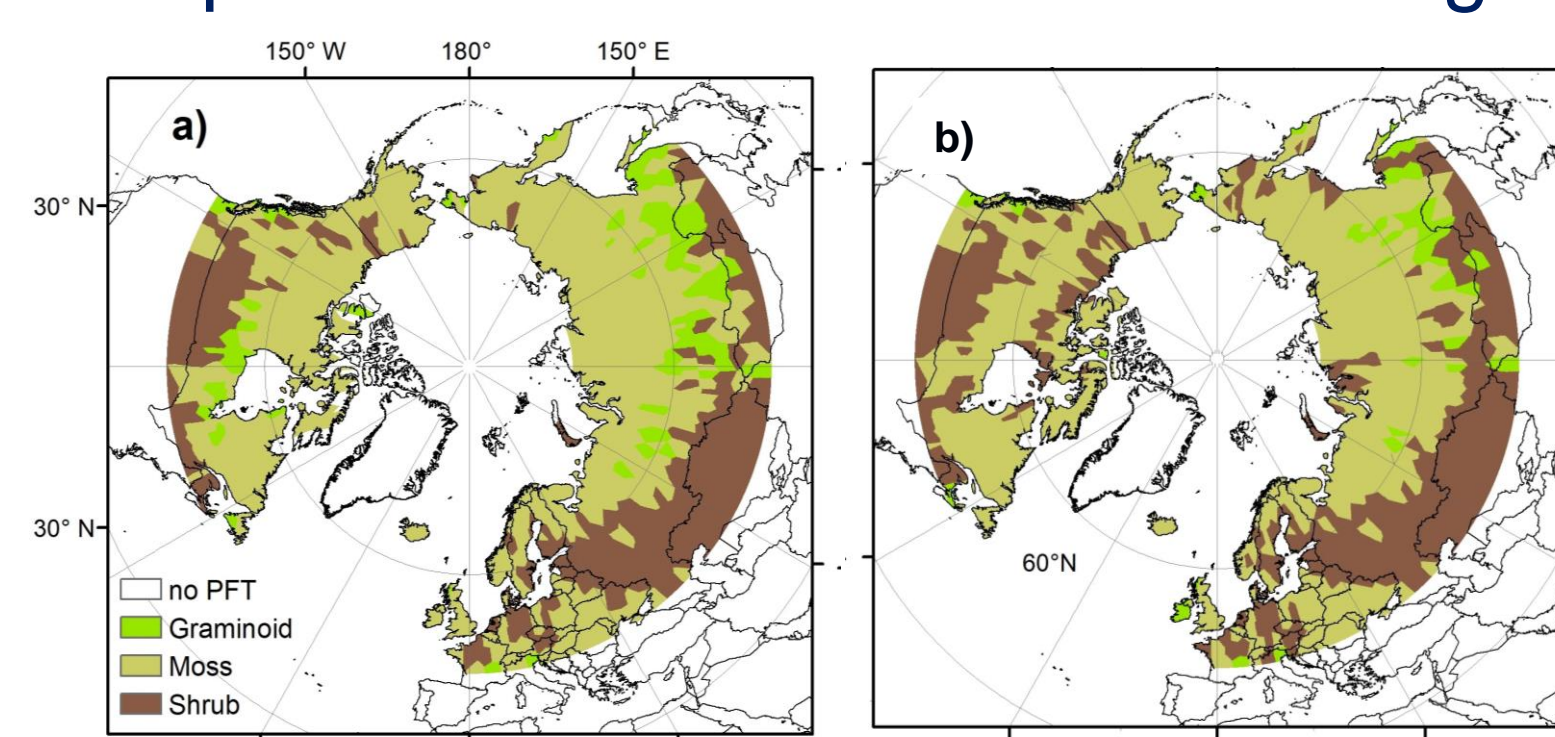 150° W 180° 150° E
a)
b)
30° N
30° N
60°N
no PFT
Graminoid
Moss
Shrub